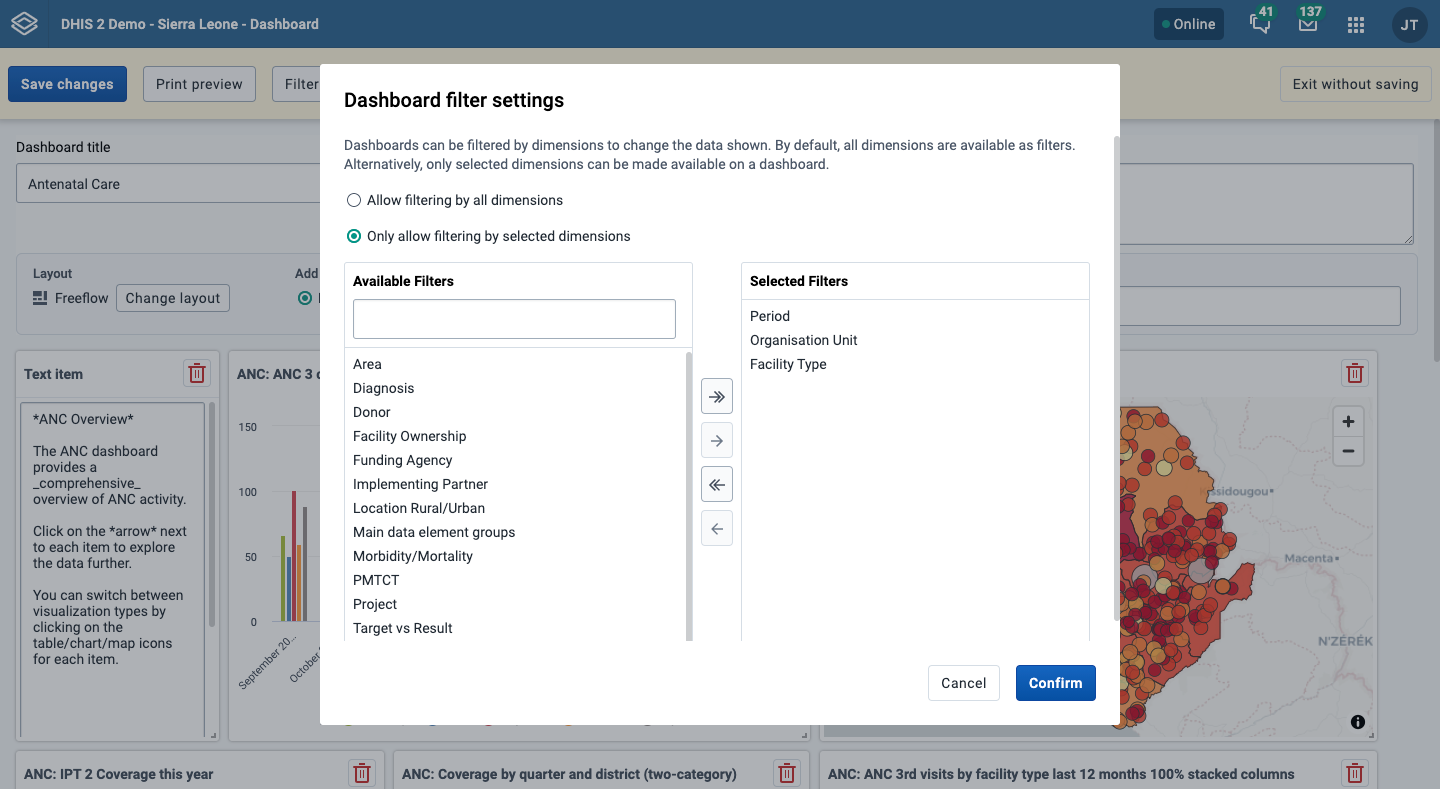 DHIS 2 Demo - Sierra Leone - Dashboard
Online
41
137
JT
Save changes
Print preview
Filter
Exit without saving
Dashboard title
Antenatal Care
Layout
Freeflow
Change layout
Add
Dashboard filter settings
Dashboards can be filtered by dimensions to change the data shown. By default, all dimensions are available as filters.
Alternatively, only selected dimensions can be made available on a dashboard.
Allow filtering by all dimensions
Only allow filtering by selected dimensions
Available Filters
Area
Diagnosis
Donor
Facility Ownership
Funding Agency
Implementing Partner
Location Rural/Urban
Main data element groups
Morbidity/Mortality
PMTCT
Project
Target vs Result
Selected Filters
Period
Organisation Unit
Facility Type
Cancel
Confirm
Text item
*ANC Overview*
The ANC dashboard
provides a
_comprehensive_
overview of ANC activity.
Click on the *arrow* next
to each item to explore
the data further.
You can switch between
visualization types by
clicking on the
table/chart/map icons
for each item.
ANC: ANC 3
150
100
50
0
September 20...
October
Macenta
N'ZÉRÉK
ANC: IPT 2 Coverage this year
ANC: Coverage by quarter and district (two-category)
ANC: ANC 3rd visits by facility type last 12 months 100% stacked columns